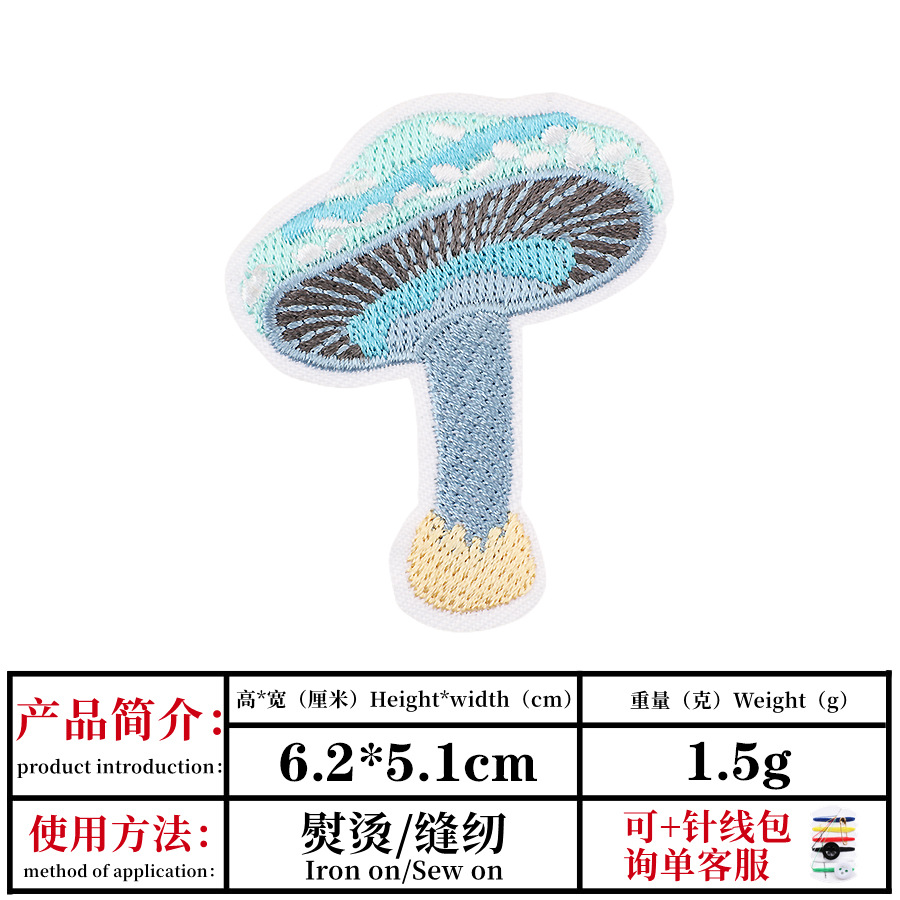 产品简介：
product introduction：
高*宽（厘米）Height*width（cm）
重量（克）Weight（g）
6.2*5.1cm
1.5g
使用方法：
method of application：
熨烫/缝纫
Iron on/Sew on
可+针线包
询单客服